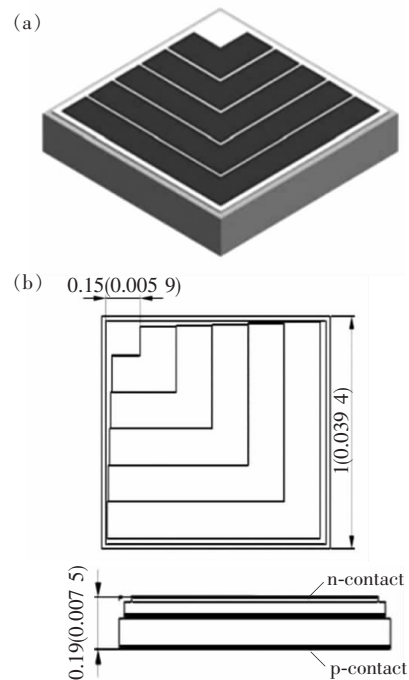 (a)
(b)
0.15(0.005 9)
1(0.039 4)
0.19(0.007 5)
n-contact
p-contact